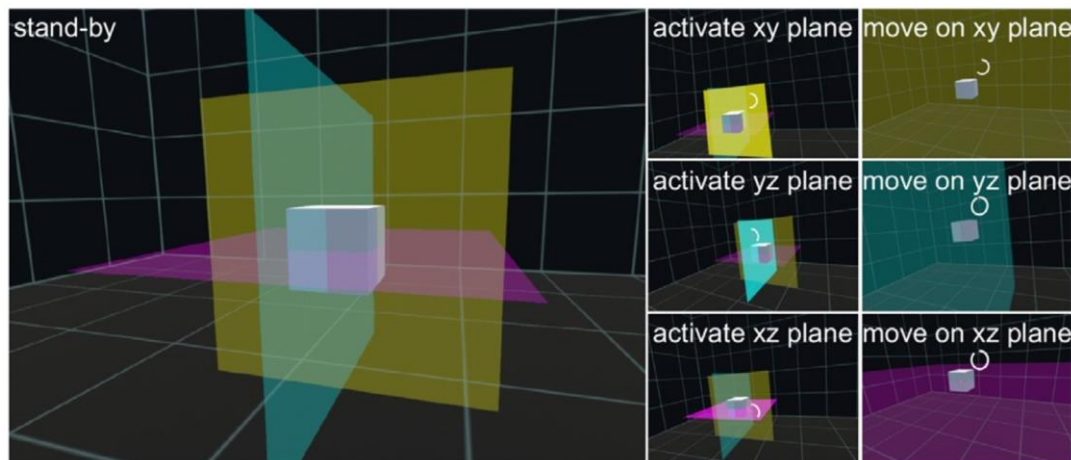 stand-by
activate xy plane
move on xy plane
activate yz plane
move on yz plane
activate xz plane
move on xz plane